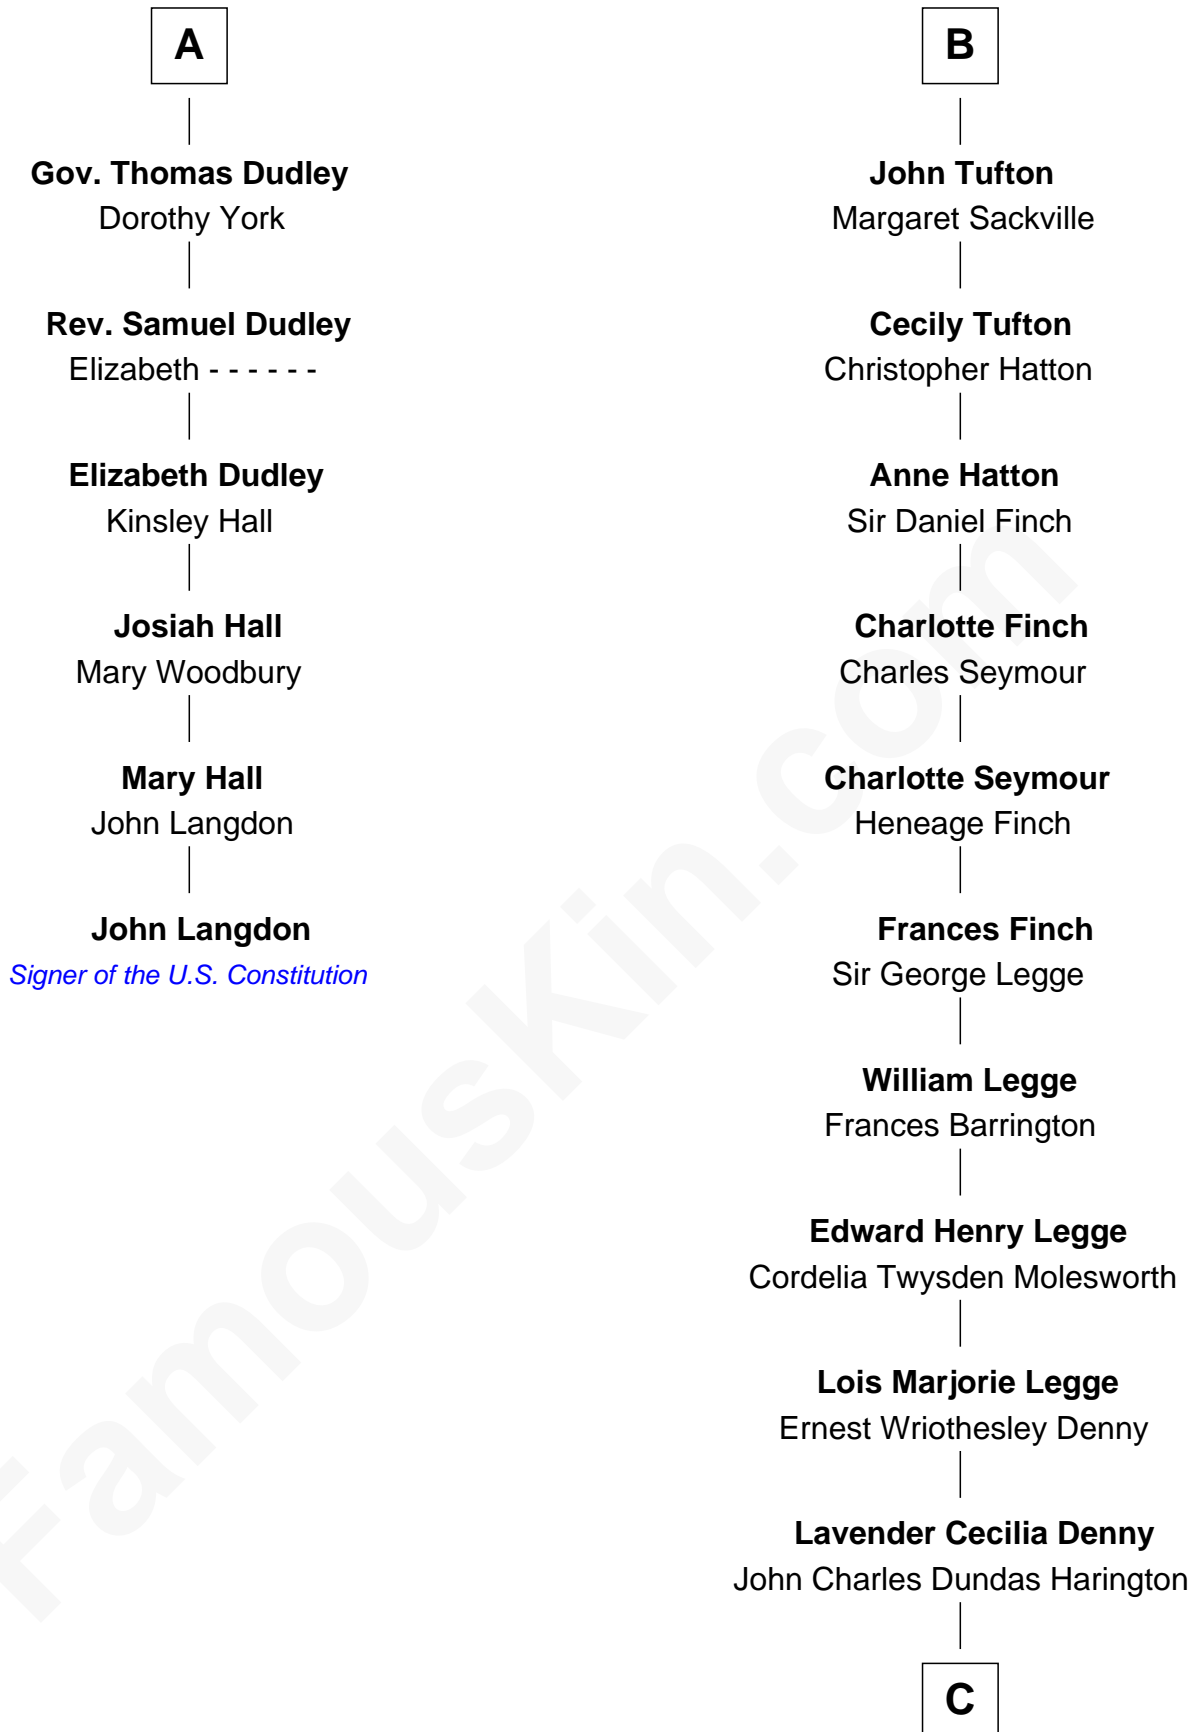 A
Gov. Thomas Dudley
Dorothy York
Rev. Samuel Dudley
Elizabeth - - - - - -
Elizabeth Dudley
Kinsley Hall
Josiah Hall
Mary Woodbury
Mary Hall
John Langdon
John Langdon
Signer of the U.S. Constitution
B
John Tufton
Margaret Sackville
Cecily Tufton
Christopher Hatton
Anne Hatton
Sir Daniel Finch
Charlotte Finch
Charles Seymour
Charlotte Seymour
Heneage Finch
Frances Finch
Sir George Legge
William Legge
Frances Barrington
Edward Henry Legge
Cordelia Twysden Molesworth
Lois Marjorie Legge
Ernest Wriothesley Denny
Lavender Cecilia Denny
John Charles Dundas Harington
C
FamousKin.com